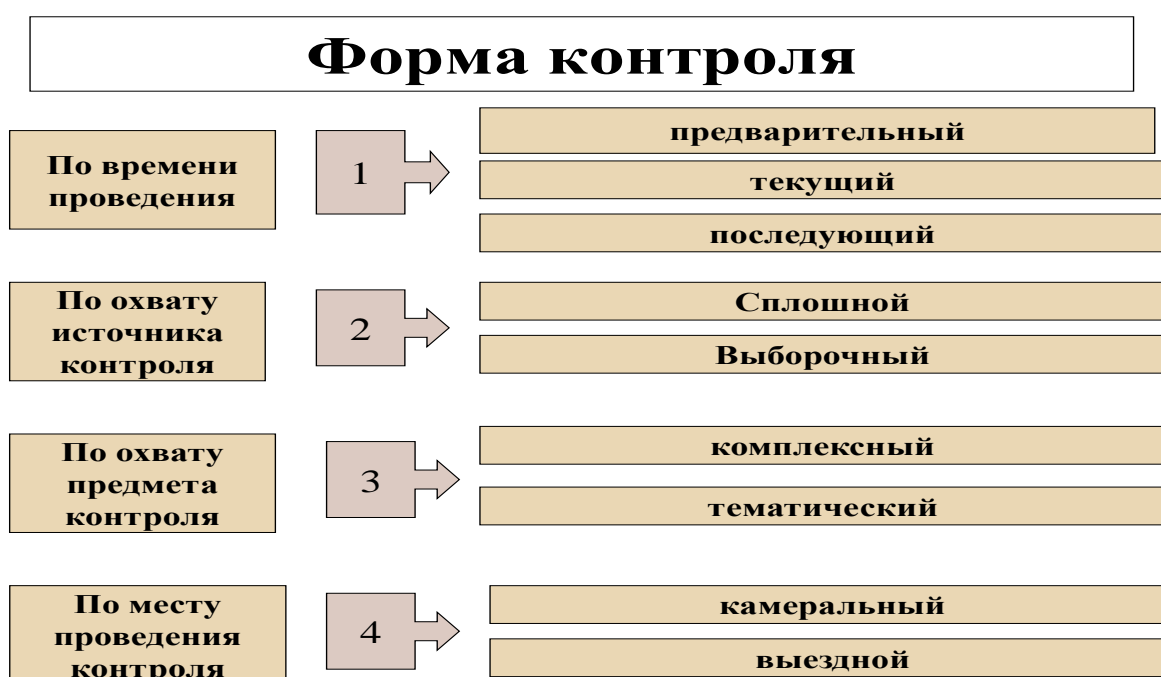 Форма контроля
По времени
проведения
1
предварительный
текущий
последующий
По охвату
источника
контроля
2
Сплошной
Выборочный
По охвату
предмета
контроля
3
комплексный
тематический
По месту
проведения
контроля
4
камеральный
выездной